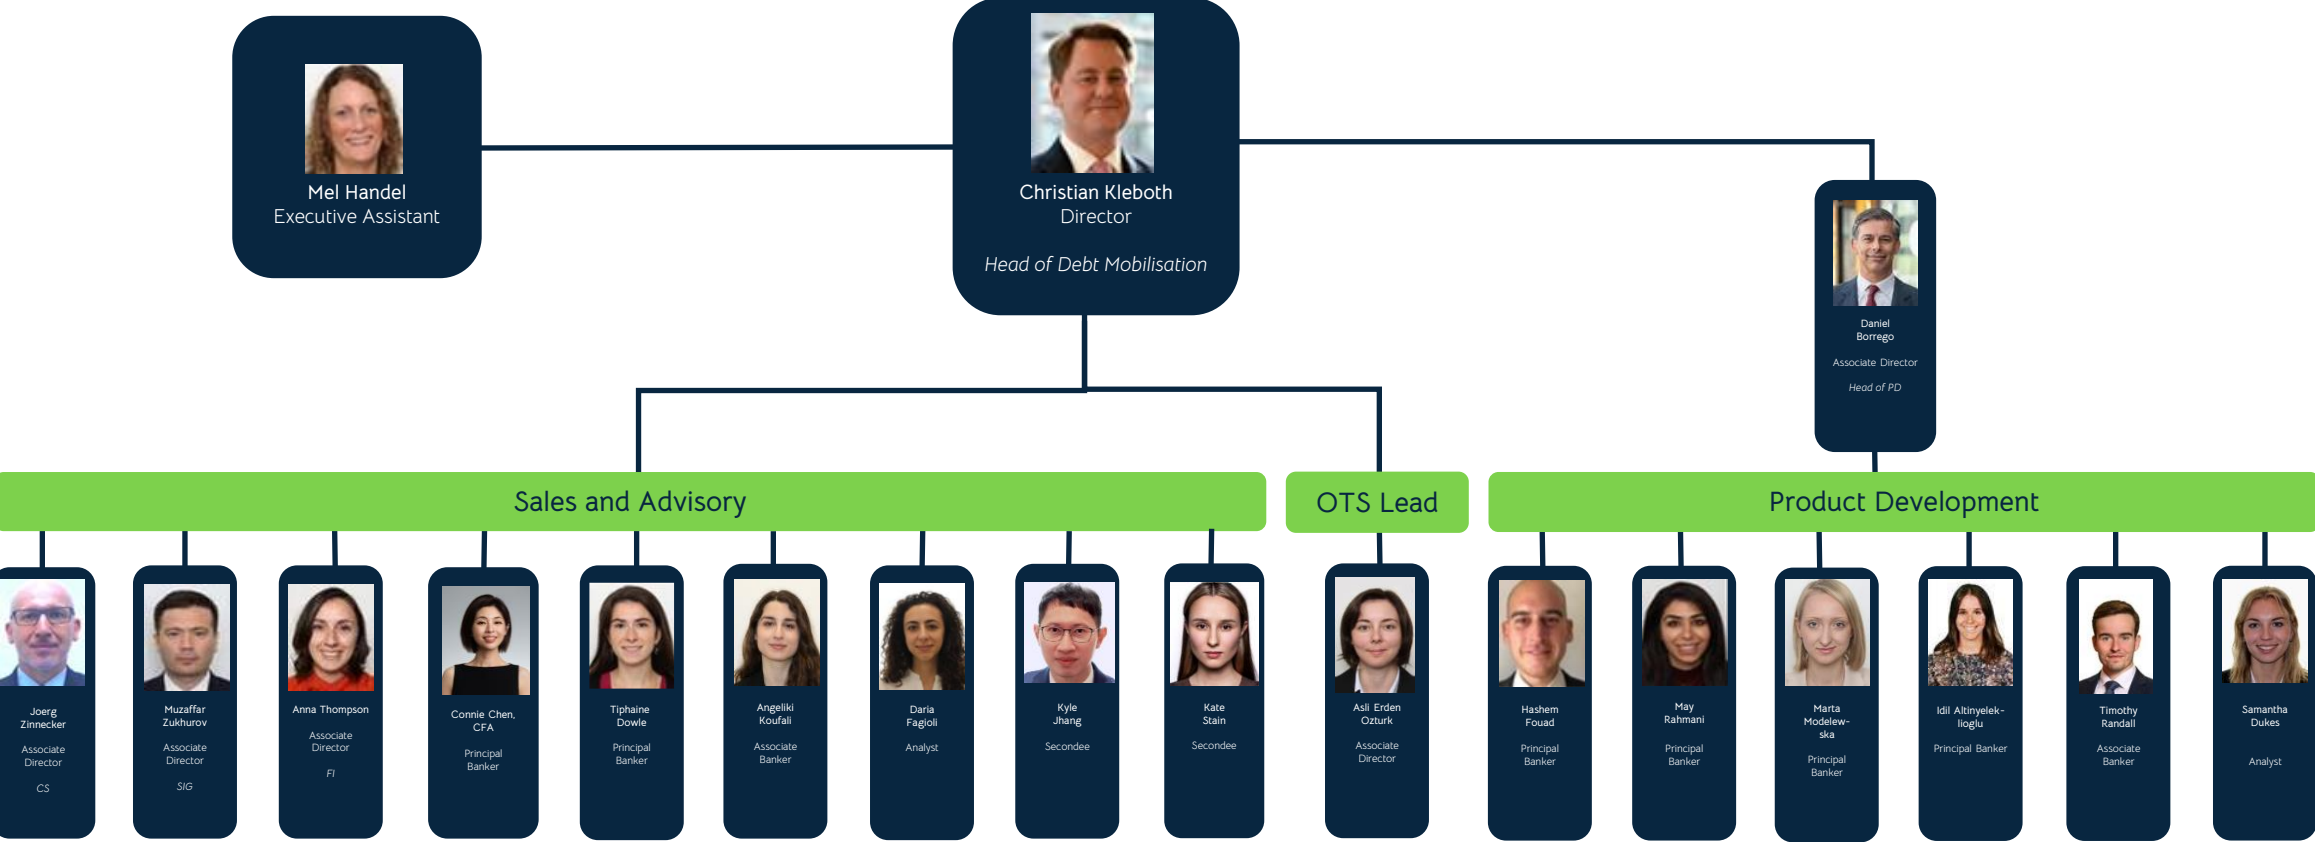 Mel Handel
Executive Assistant
Christian Kleboth
Director
Head of Debt Mobilisation
Daniel
Borrego
Associate Director
Head of PD
Sales and Advisory
OTS Lead
Product Development
Joerg
Zinnecker
Associate
Director
CS
Muzaffar
Zukhurov
Associate
Director
SIG
Anna Thompson
Associate
Director
FI
Connie Chen,
CFA
Principal
Banker
Tiphaine
Dowle
Principal
Banker
Angeliki
Koufali
Associate
Banker
Daria
Fagioli
Analyst
Kyle
Jhang
Secondee
Kate
Stain
Secondee
Asli Erden
Ozturk
Associate
Director
Hashem
Fouad
Principal
Banker
May
Rahmani
Principal
Banker
Marta
Modelew-
ska
Principal
Banker
Idil Altinyelek-
lioglu
Principal Banker
Timothy
Randall
Associate
Banker
Samantha
Dukes
Analyst